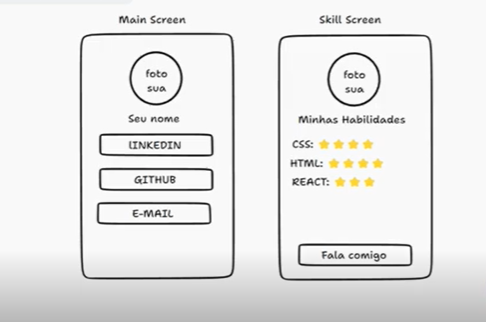 Main Screen
foto
sua
Seu nome
LINKEDIN
GITHUB
E-MAIL
Skill Screen
foto
sua
Minhas Habilidades
CSS:
HTML:
REACT:
Fala comigo